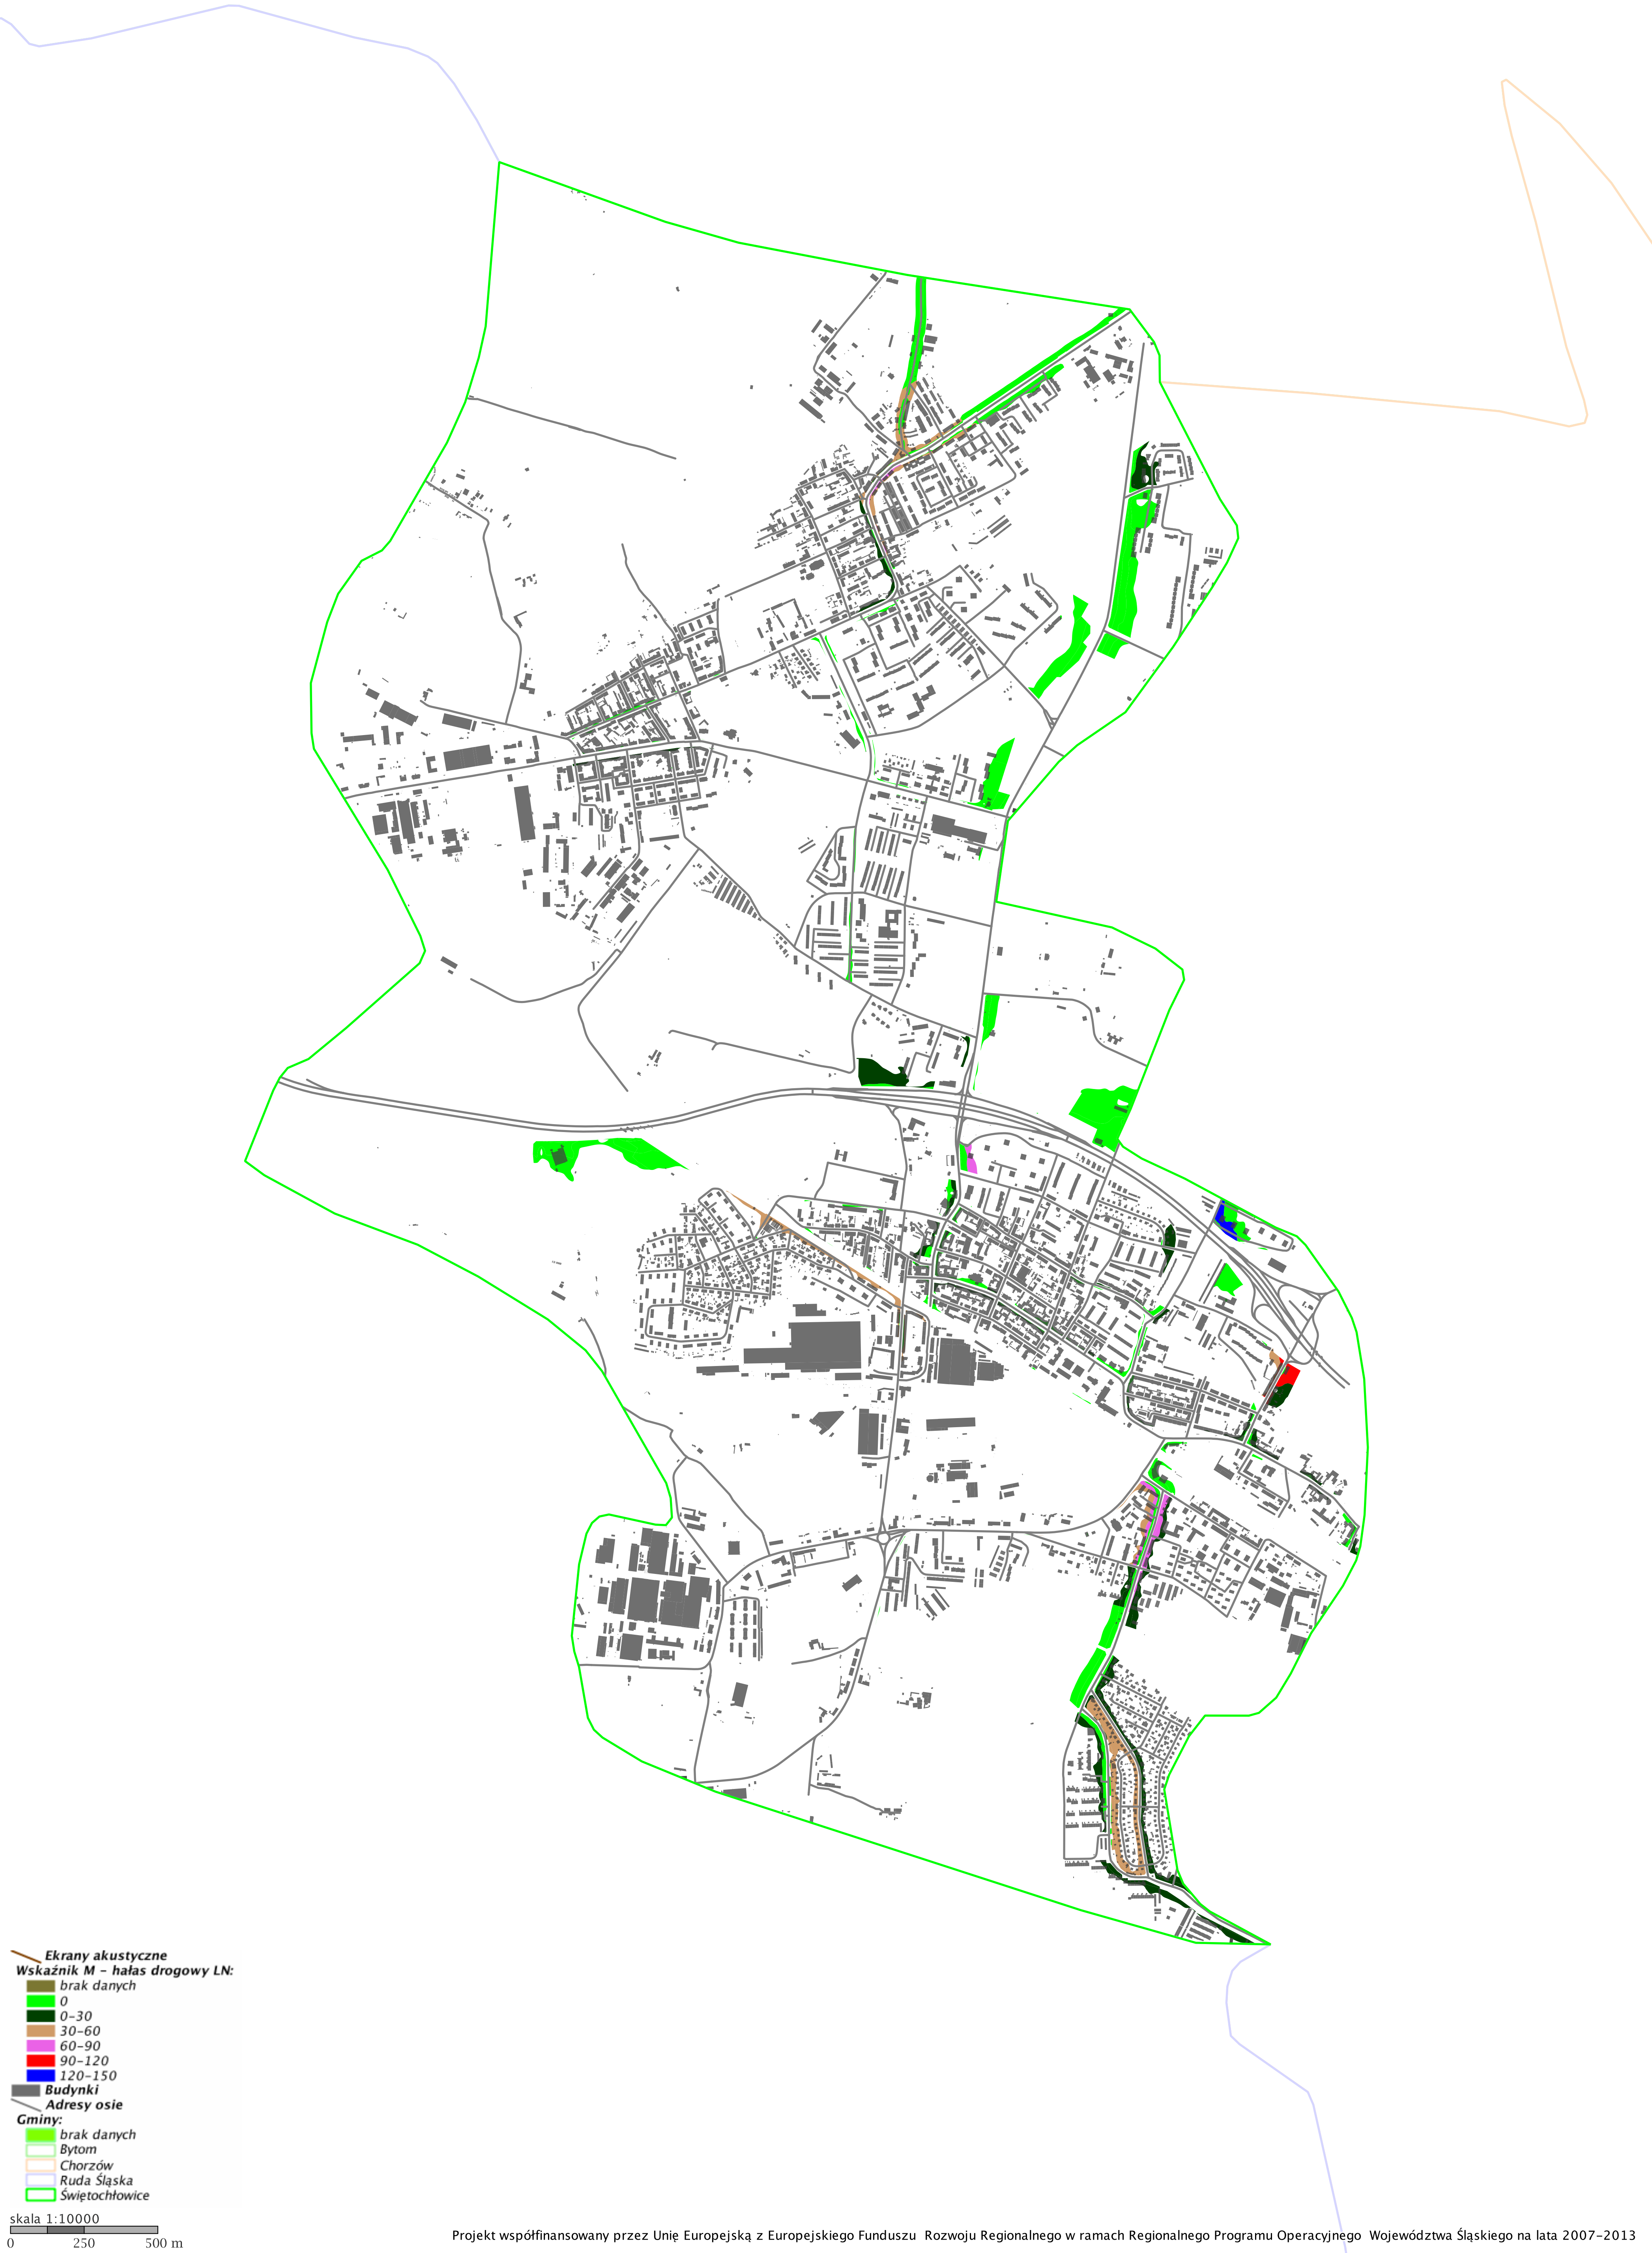 Ekrany akustyczne
Wskaźnik M – hałas drogowy LN:
brak danych
0
0–30
30–60
60–90
90–120
120–150
Budynki
Adresy osie
Gminy:
brak danych
Bytom
Chorzów
Ruda Śląska
Świętochłowice
skala 1:10000
0 250 500 m
Projekt współfinansowany przez Unię Europejską z Europejskiego Funduszu Rozwoju Regionalnego w ramach Regionalnego Programu Operacyjnego Województwa Śląskiego na lata 2007–2013